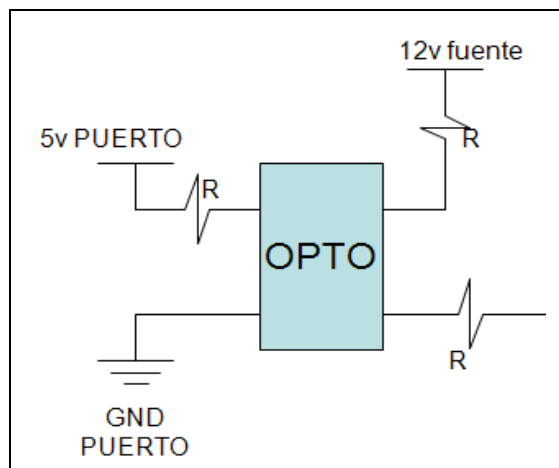 12v fuente
R
5v PUERTO
R
OPTO
R
GND
PUERTO